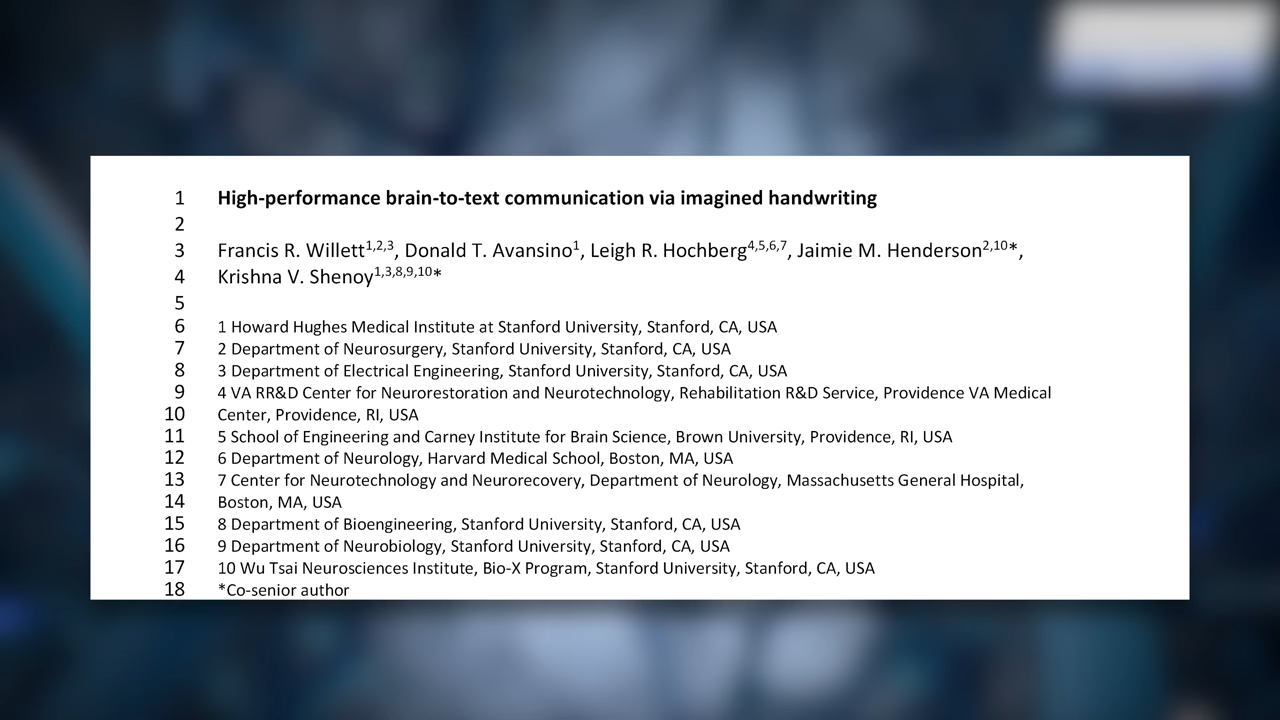 1 High-performance brain-to-text communication via imagined handwriting
2
3 Francis R. Willett1,2,3, Donald T. Avansino1, Leigh R. Hochberg4,5,6,7, Jaimie M. Henderson2,10*,
4 Krishna V. Shenoy1,3,8,9,10*
5
6 1 Howard Hughes Medical Institute at Stanford University, Stanford, CA, USA
7 2 Department of Neurosurgery, Stanford University, Stanford, CA, USA
8 3 Department of Electrical Engineering, Stanford University, Stanford, CA, USA
9 4 VA RR&D Center for Neurorestoration and Neurotechnology, Rehabilitation R&D Service, Providence VA Medical
10 Center, Providence, RI, USA
11 5 School of Engineering and Carney Institute for Brain Science, Brown University, Providence, RI, USA
12 6 Department of Neurology, Harvard Medical School, Boston, MA, USA
13 7 Center for Neurotechnology and Neurorecovery, Department of Neurology, Massachusetts General Hospital,
14 Boston, MA, USA
15 8 Department of Bioengineering, Stanford University, Stanford, CA, USA
16 9 Department of Neurobiology, Stanford University, Stanford, CA, USA
17 10 Wu Tsai Neurosciences Institute, Bio-X Program, Stanford University, Stanford, CA, USA
18 *Co-senior author